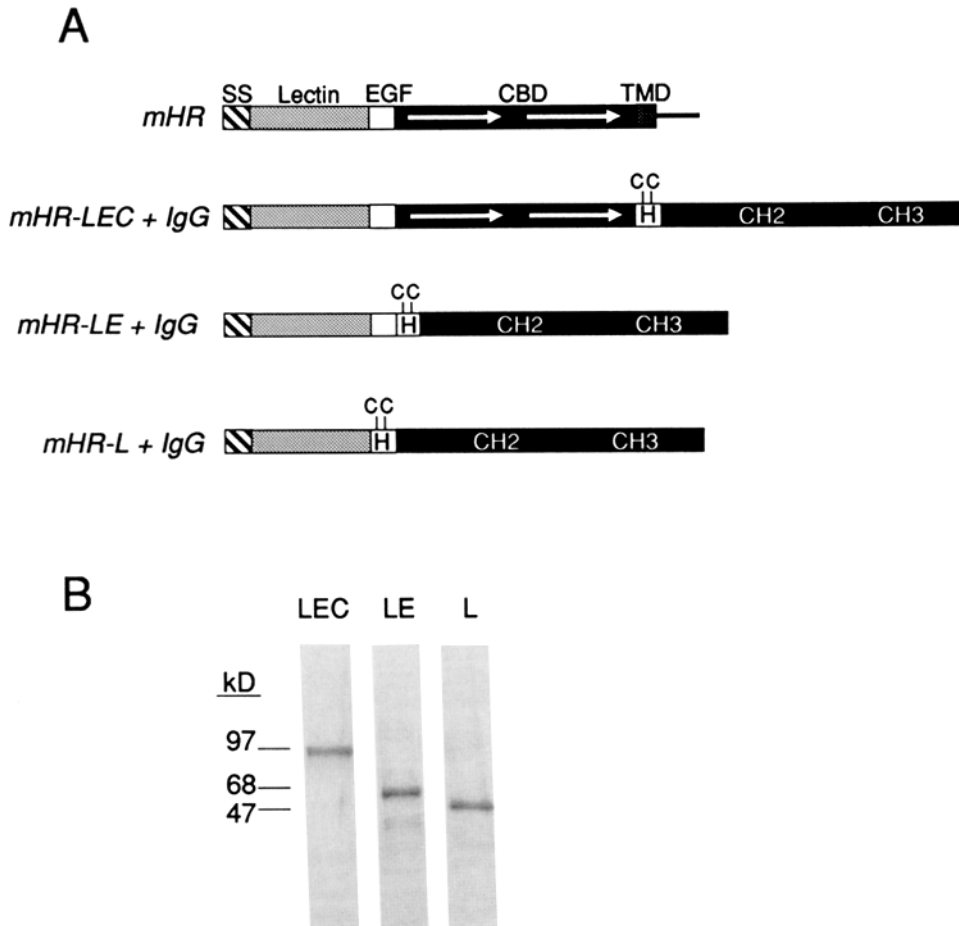 A
SS Lectin EGF CBD TMD
mHR
CC
mHR-LEC + IgG H CH2 CH3
CC
mHR-LE + IgG H CH2 CH3
CC
mHR-L + IgG H CH2 CH3
B
LEC LE L
kD
97
68
47